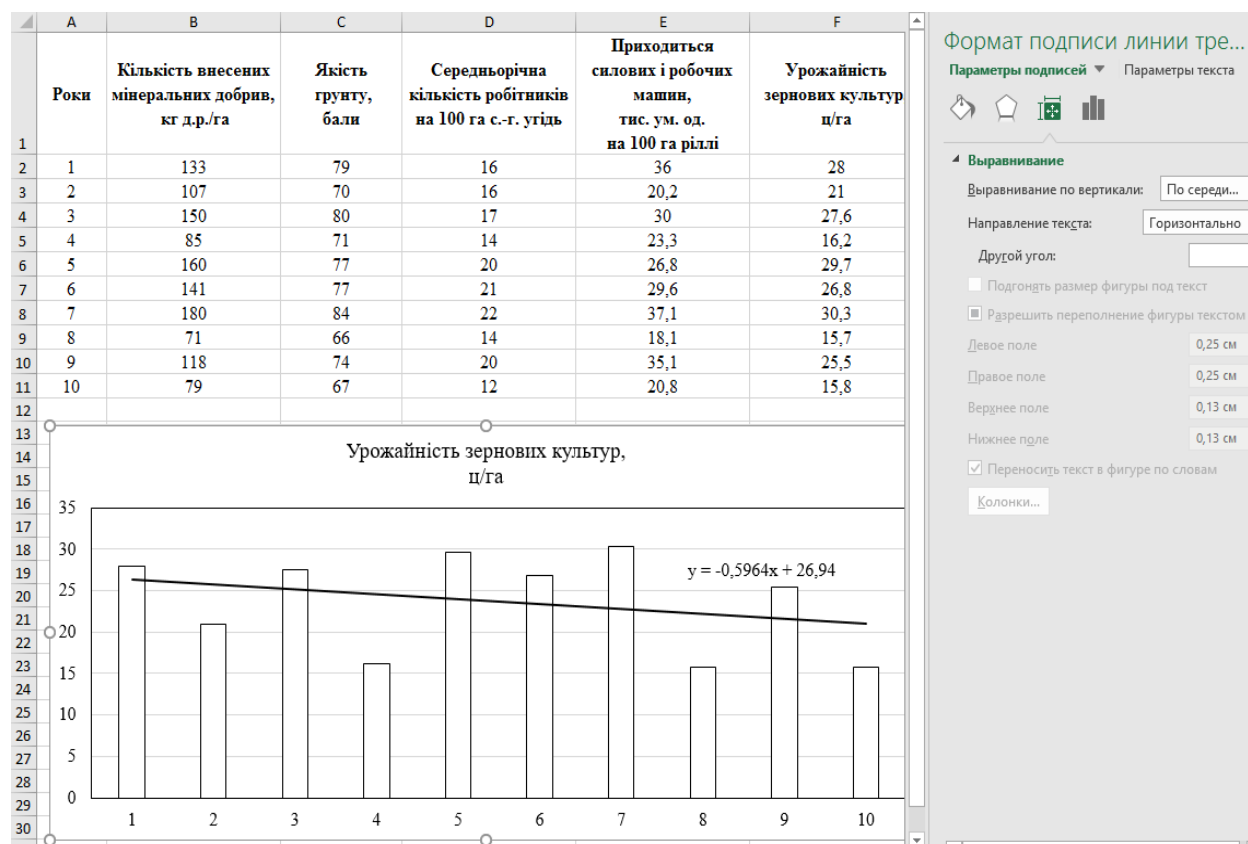 A B C D E F
Роки
Кількість внесених
мінеральних добрив,
кг д.р./га
Якість
грунту,
бали
Середньорічна
кількість робітників
на 100 га с.-г. угідь
Приходиться
силових і робочих
машин,
тис. ум. од.
на 100 га ріллі
Урожайність
зернових культур
ц/га
1
2 1 133 79 16 36 28
3 2 107 70 16 20,2 21
4 3 150 80 17 30 27,6
5 4 85 71 14 23,3 16,2
6 5 160 77 20 26,8 29,7
7 6 141 77 21 29,6 26,8
8 7 180 84 22 37,1 30,3
9 8 71 66 14 18,1 15,7
10 9 118 74 20 35,1 25,5
11 10 79 67 12 20,8 15,8
12
13
14
15
16
17
18
19
20
21
22
23
24
25
26
27
28
29
30
Урожайність зернових культур,
ц/га
35
30
25
20
15
10
5
0
y = -0,5964x + 26,94
1 2 3 4 5 6 7 8 9 10
Формат подписи линии тре...
Параметры подписей Параметры текста
Выравнивание
Выравнивание по вертикали: По середи...
Направление текста: Горизонтально
Другой угол:
Подгонять размер фигуры под текст
Разрешить переполнение фигуры текстом
Левое поле 0,25 см
Правое поле 0,25 см
Верхнее поле 0,13 см
Нижнее поле 0,13 см
Переносить текст в фигуре по словам
Колонки...